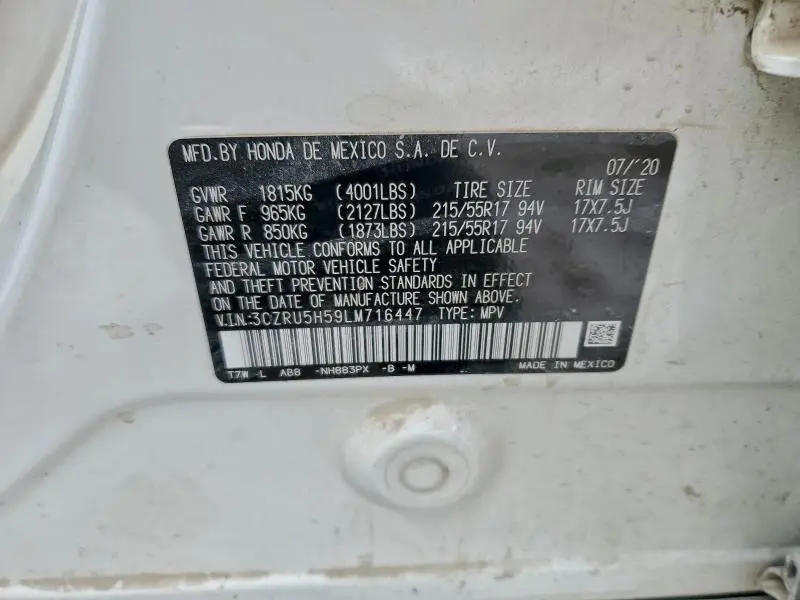 MFD.BY HONDA DE MEXICO S.A. DE C.V.
07/'20
GVWR 1815KG (4001LBS) TIRE SIZE RIM SIZE
GAWR F 965KG (2127LBS) 215/55R17 94V 17X7.5J
GAWR R 850KG (1873LBS) 215/55R17 94V 17X7.5J
THIS VEHICLE CONFORMS TO ALL APPLICABLE
FEDERAL MOTOR VEHICLE SAFETY
AND THEFT PREVENTION STANDARDS IN EFFECT
ON THE DATE OF MANUFACTURE SHOWN ABOVE.
V.I.N:3CZRU5H59LM716447 TYPE: MPV
T7W -L AB8 -NH883PX -B -M MADE IN MEXICO